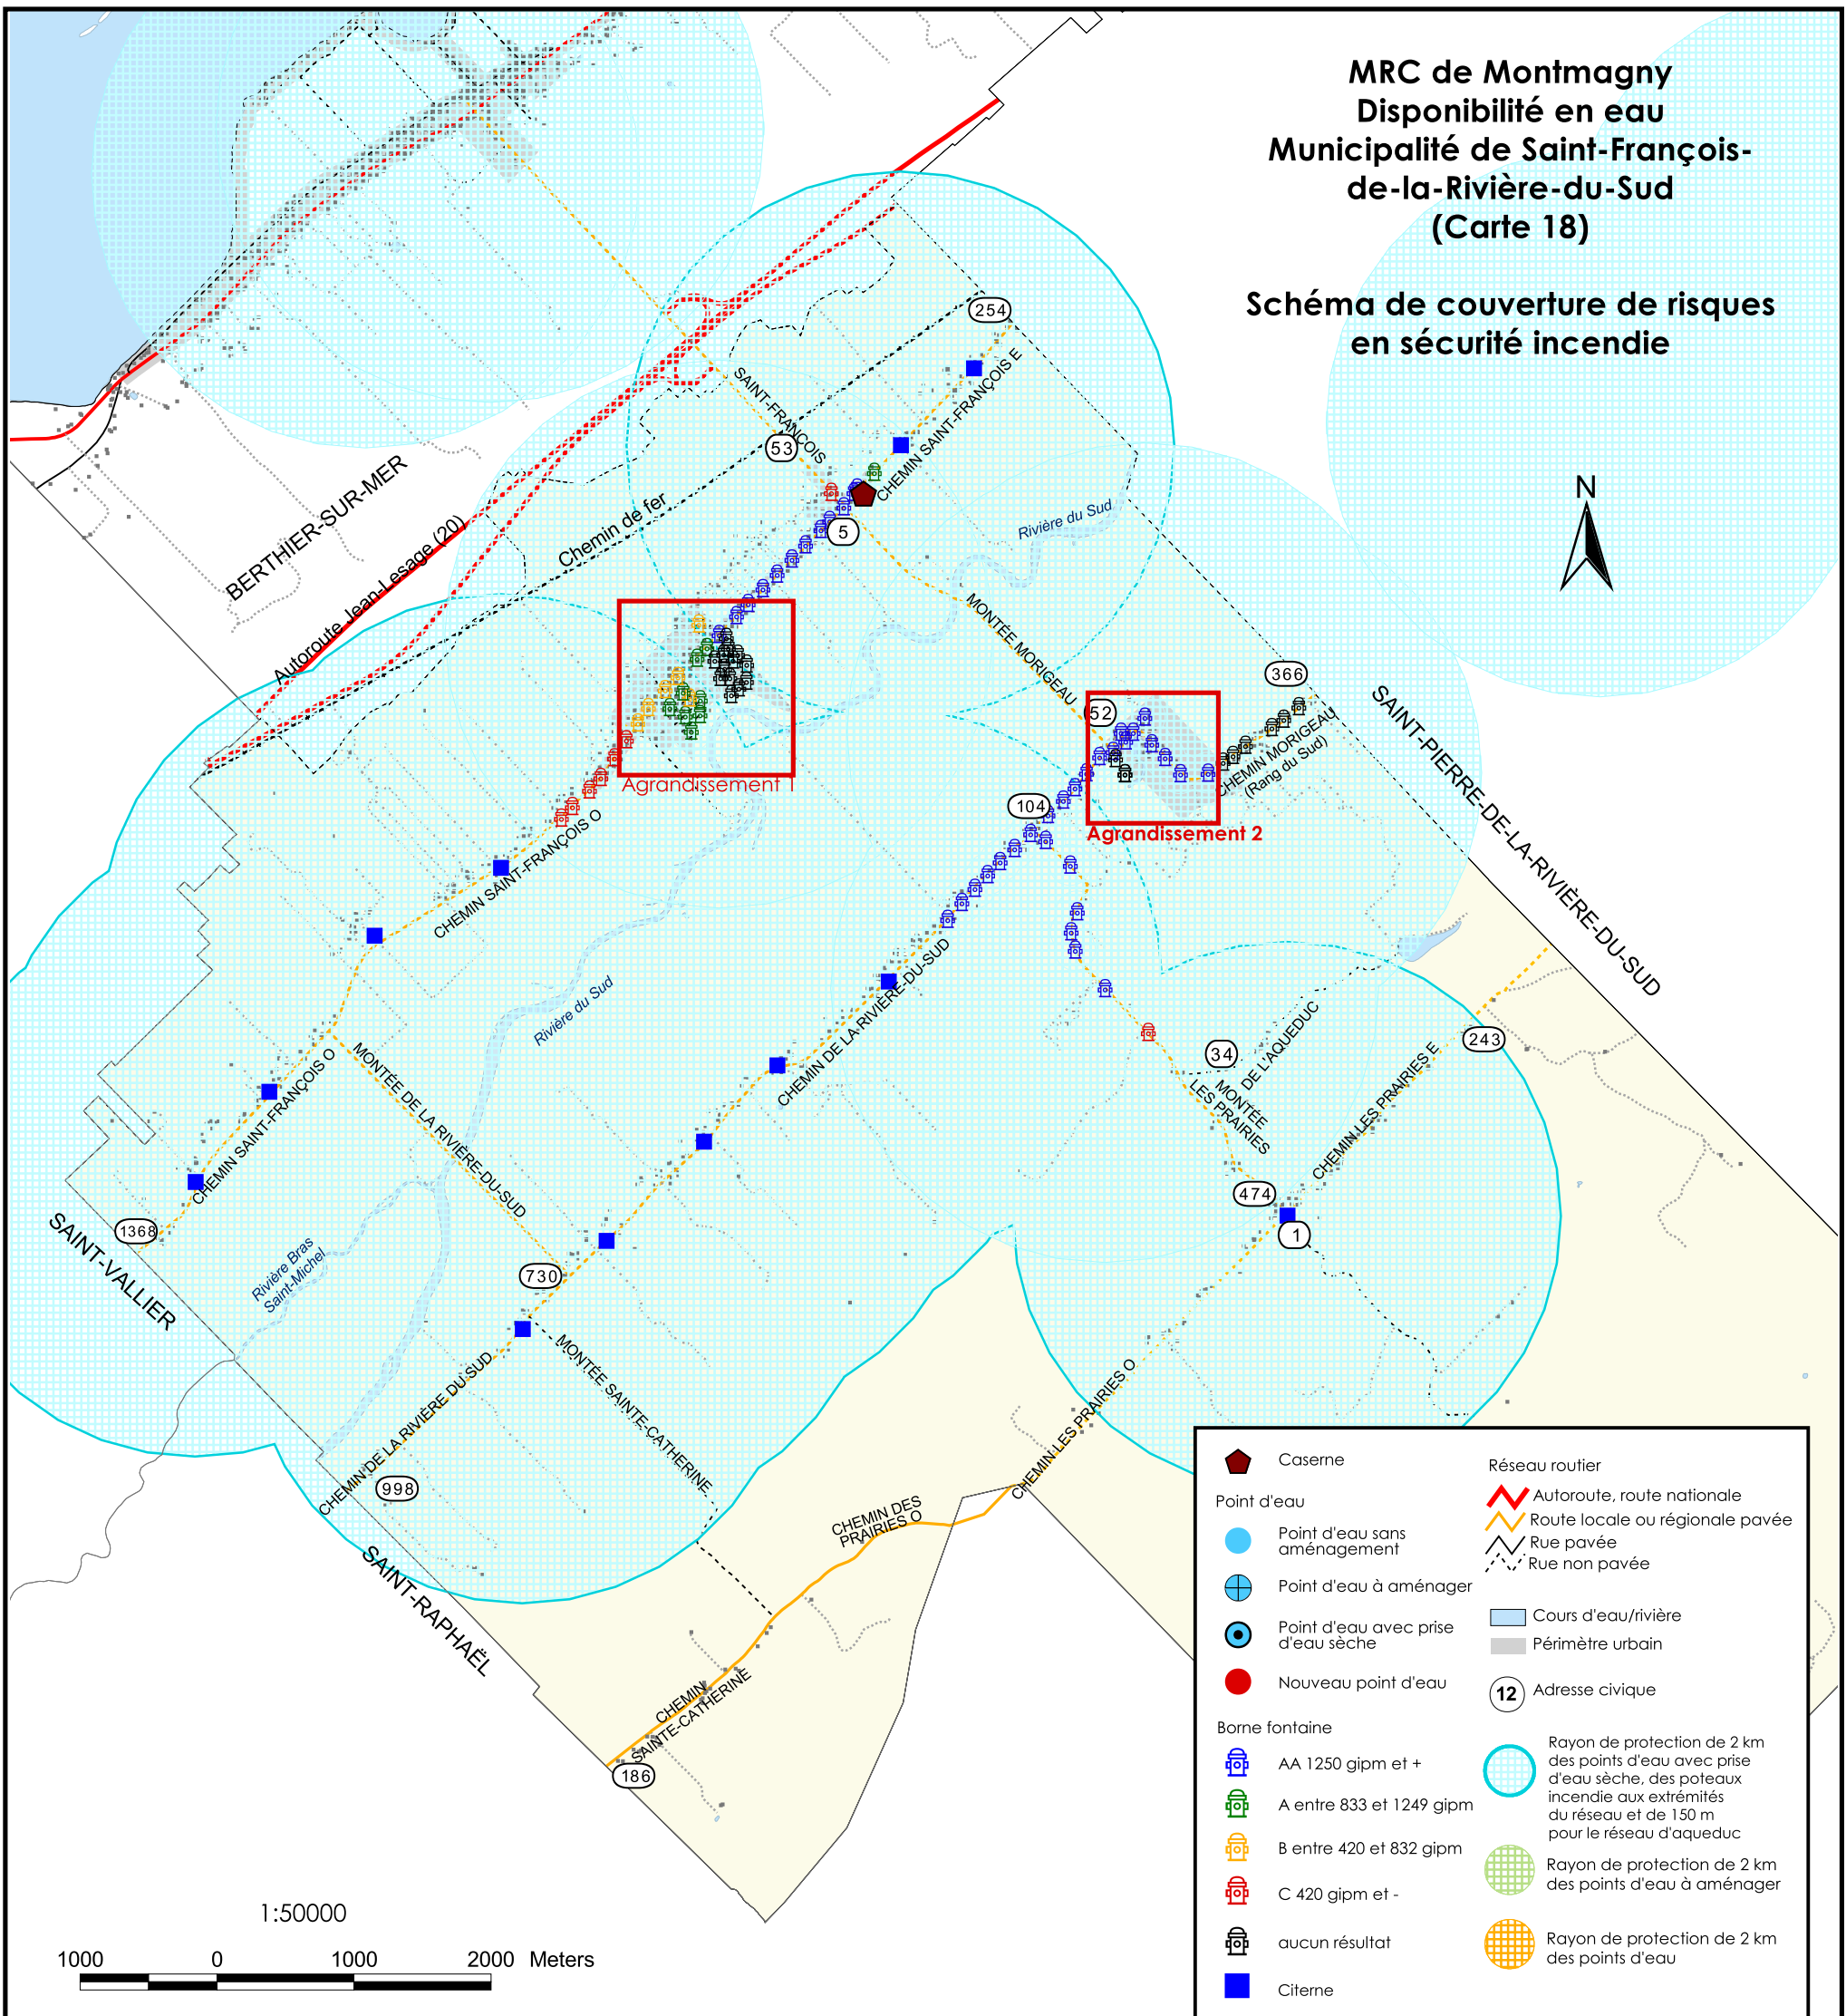 MRC de Montmagny
Disponibilité en eau
Municipalité de Saint-François-
de-la-Rivière-du-Sud
(Carte 18)
Schéma de couverture de risques
en sécurité incendie
254
SAINT-FRANÇOIS
CHEMIN SAINT-FRANÇOIS E
53
5
BERTHIER-SUR-MER
Autoroute Jean-Lesage (20)
Chemin de fer
Rivière du Sud
N
MONTÉE MORIGEAU
366
52
CHEMIN MORIGEAU
(Rang du Sud)
SAINT-PIERRE-DE-LA-RIVIÈRE-DU-SUD
Agrandissement 1
104
Agrandissement 2
CHEMIN SAINT-FRANÇOIS O
CHEMIN DE LA RIVIÈRE-DU-SUD
Rivière du Sud
MONTÉE DE LA RIVIÈRE-DU-SUD
CHEMIN SAINT-FRANÇOIS O
34
DE L'AQUEDUC
MONTÉE
LES PRAIRIES
243
CHEMIN LES PRAIRIES E
474
1
1368
SAINT-VALLIER
Rivière Bras
Saint-Michel
730
MONTÉE SAINTE-CATHERINE
CHEMIN DE LA RIVIÈRE DU SUD
998
CHEMIN LES PRAIRIES O
CHEMIN DES
PRAIRIES O
SAINT-RAPHAËL
CHEMIN
SAINTE-CATHERINE
186
1:50000
1000 0 1000 2000 Meters
Caserne
Point d'eau
Point d'eau sans
aménagement
Point d'eau à aménager
Point d'eau avec prise
d'eau sèche
Nouveau point d'eau
Borne fontaine
AA 1250 gipm et +
A entre 833 et 1249 gipm
B entre 420 et 832 gipm
C 420 gipm et -
aucun résultat
Citerne
Réseau routier
Autoroute, route nationale
Route locale ou régionale pavée
Rue pavée
Rue non pavée
Cours d'eau/rivière
Périmètre urbain
12 Adresse civique
Rayon de protection de 2 km
des points d'eau avec prise
d'eau sèche, des poteaux
incendie aux extrémités
du réseau et de 150 m
pour le réseau d'aqueduc
Rayon de protection de 2 km
des points d'eau à aménager
Rayon de protection de 2 km
des points d'eau